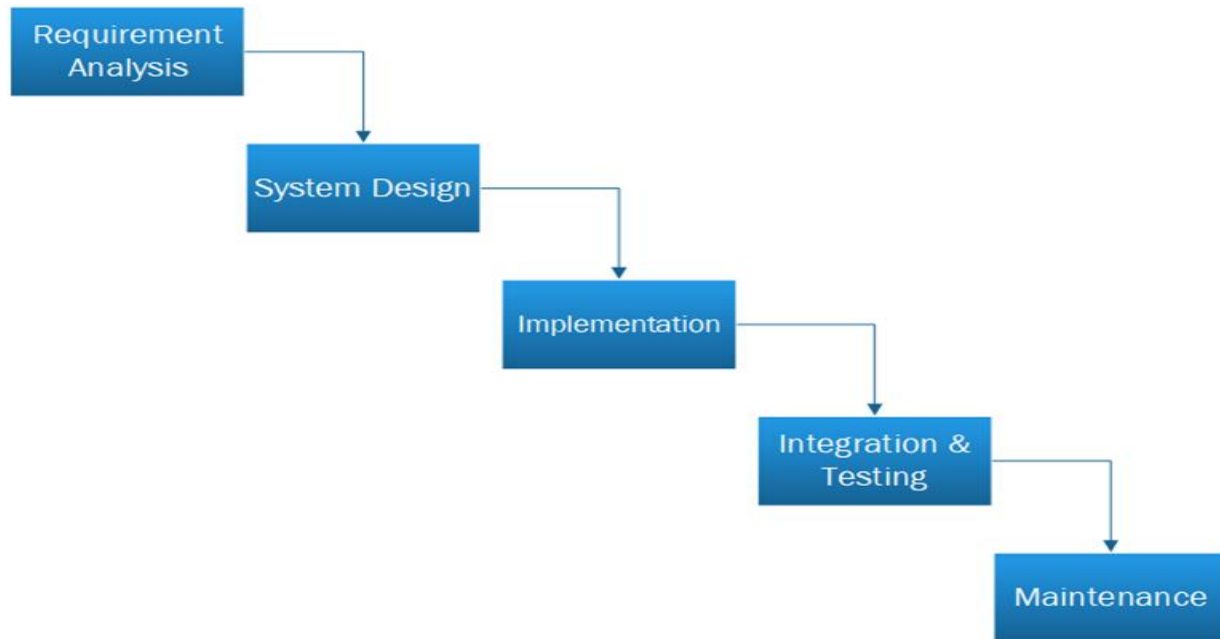 Requirement
Analysis
System Design
Implementation
Integration &
Testing
Maintenance